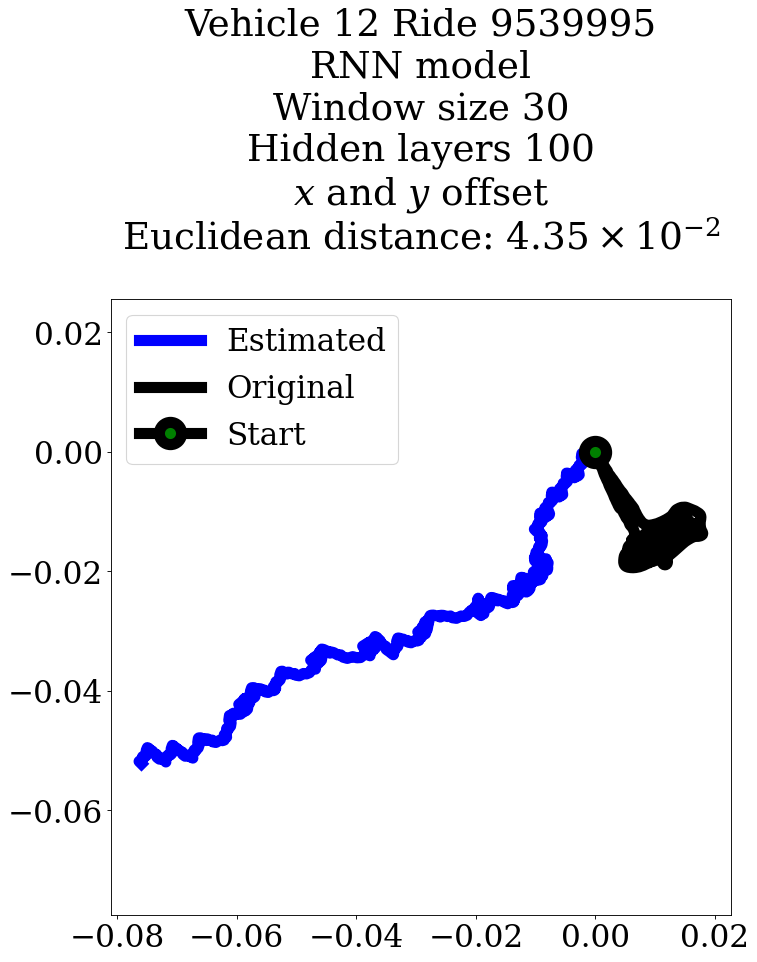 Vehicle 12 Ride 9539995
RNN model
Window size 30
Hidden layers 100
x and y offset
Euclidean distance: 4.35 × 10⁻²
Estimated
Original
Start
0.02
0.00
−0.02
−0.04
−0.06
−0.08 −0.06 −0.04 −0.02 0.00 0.02